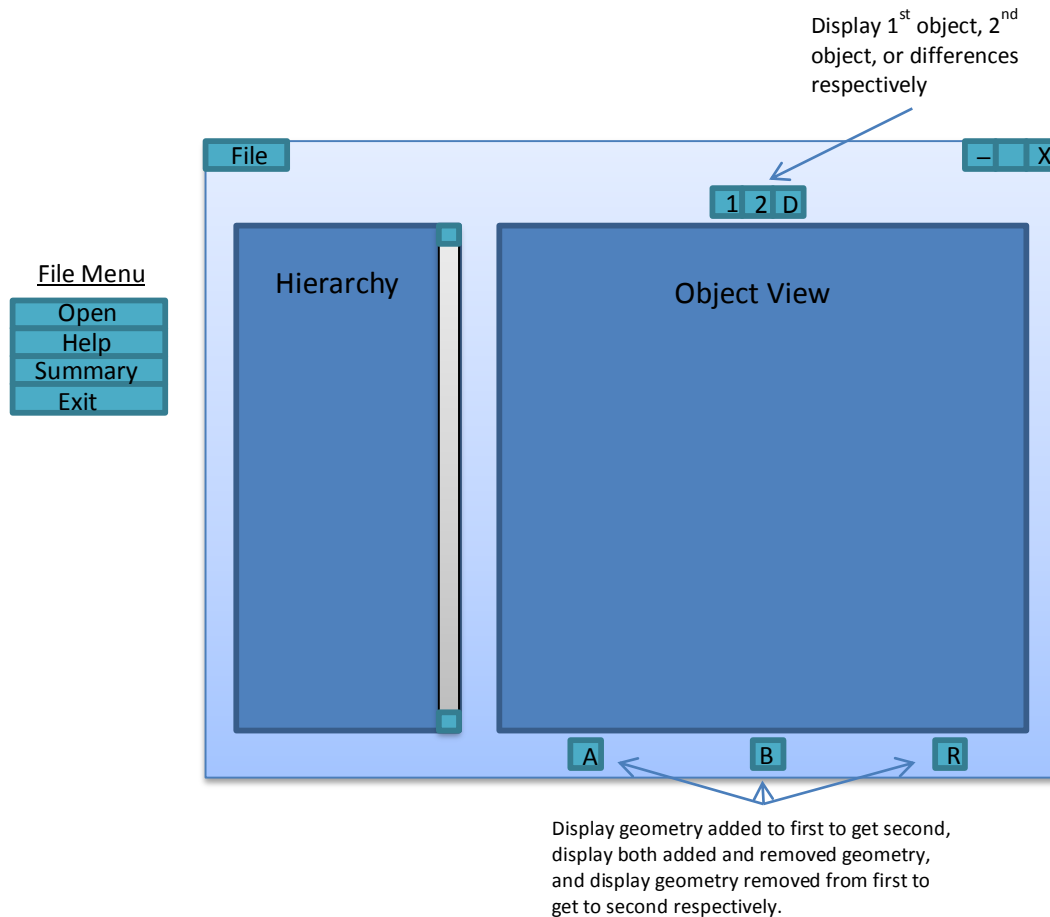 Display 1st object, 2nd
object, or differences
respectively
File
– X
1 2 D
Hierarchy
Object View
File Menu
Open
Help
Summary
Exit
A B R
Display geometry added to first to get second,
display both added and removed geometry,
and display geometry removed from first to
get to second respectively.